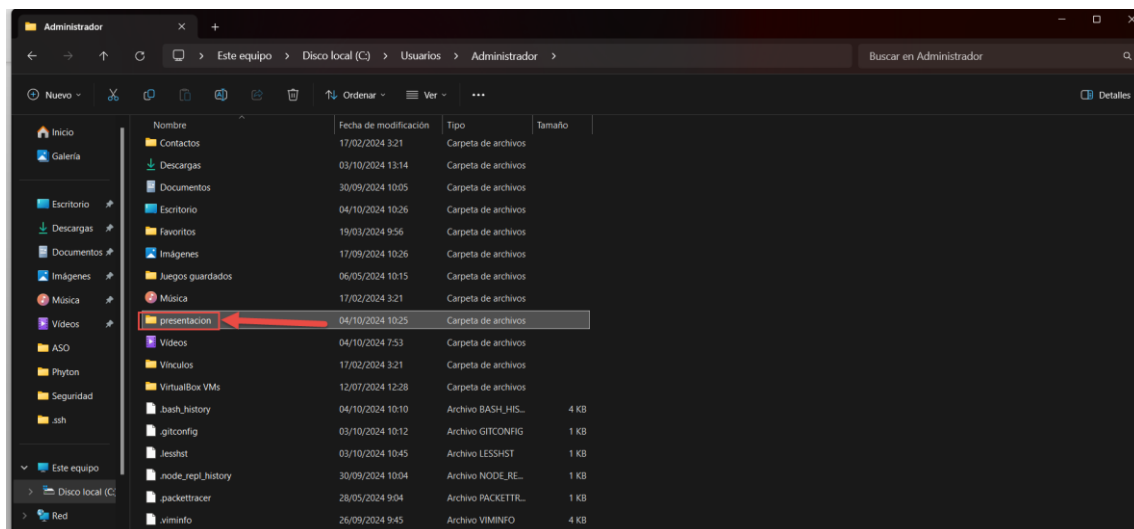 Administrador
Este equipo > Disco local (C:) > Usuarios > Administrador >
Buscar en Administrador
Nuevo
Ordenar
Ver
Detalles
Inicio
Galería
Escritorio
Descargas
Documentos
Imágenes
Música
Vídeos
ASO
Phyton
Seguridad
.ssh
Este equipo
Disco local (C:
Red
Nombre Fecha de modificación Tipo Tamaño
Contactos 17/02/2024 3:21 Carpeta de archivos
Descargas 03/10/2024 13:14 Carpeta de archivos
Documentos 30/09/2024 10:05 Carpeta de archivos
Escritorio 04/10/2024 10:26 Carpeta de archivos
Favoritos 19/03/2024 9:56 Carpeta de archivos
Imágenes 17/09/2024 10:26 Carpeta de archivos
Juegos guardados 06/05/2024 10:15 Carpeta de archivos
Música 17/02/2024 3:21 Carpeta de archivos
presentacion 04/10/2024 10:25 Carpeta de archivos
Vídeos 04/10/2024 7:53 Carpeta de archivos
Vínculos 17/02/2024 3:21 Carpeta de archivos
VirtualBox VMs 12/07/2024 12:28 Carpeta de archivos
.bash_history 04/10/2024 10:10 Archivo BASH_HIS... 4 KB
.gitconfig 03/10/2024 10:12 Archivo GITCONFIG 1 KB
.lesshst 03/10/2024 10:45 Archivo LESSHST 1 KB
.node_repl_history 30/09/2024 10:04 Archivo NODE_RE... 1 KB
.packettracer 28/05/2024 9:04 Archivo PACKETTR... 1 KB
.viminfo 26/09/2024 9:45 Archivo VIMINFO 4 KB